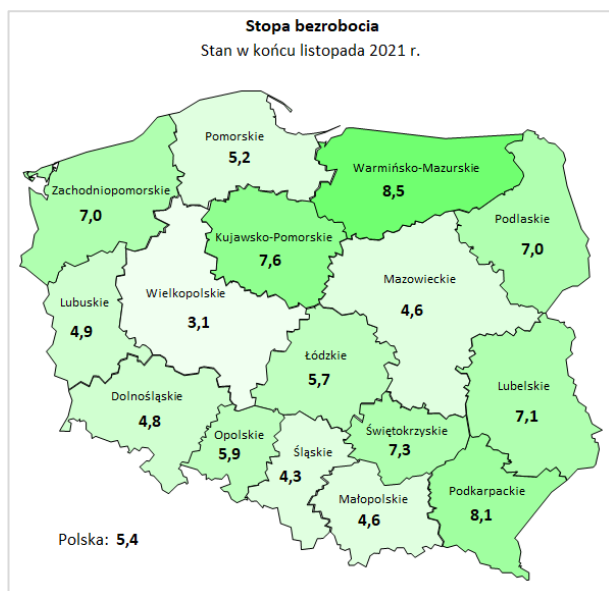 Stopa bezrobocia
Stan w końcu listopada 2021 r.
Pomorskie
5,2
Warmińsko-Mazurskie
8,5
Zachodniopomorskie
7,0
Podlaskie
7,0
Kujawsko-Pomorskie
7,6
Mazowieckie
4,6
Wielkopolskie
3,1
Lubuskie
4,9
Łódzkie
5,7
Lubelskie
7,1
Dolnośląskie
4,8
Opolskie
5,9
Śląskie
4,3
Świętokrzyskie
7,3
Małopolskie
4,6
Podkarpackie
8,1
Polska: 5,4